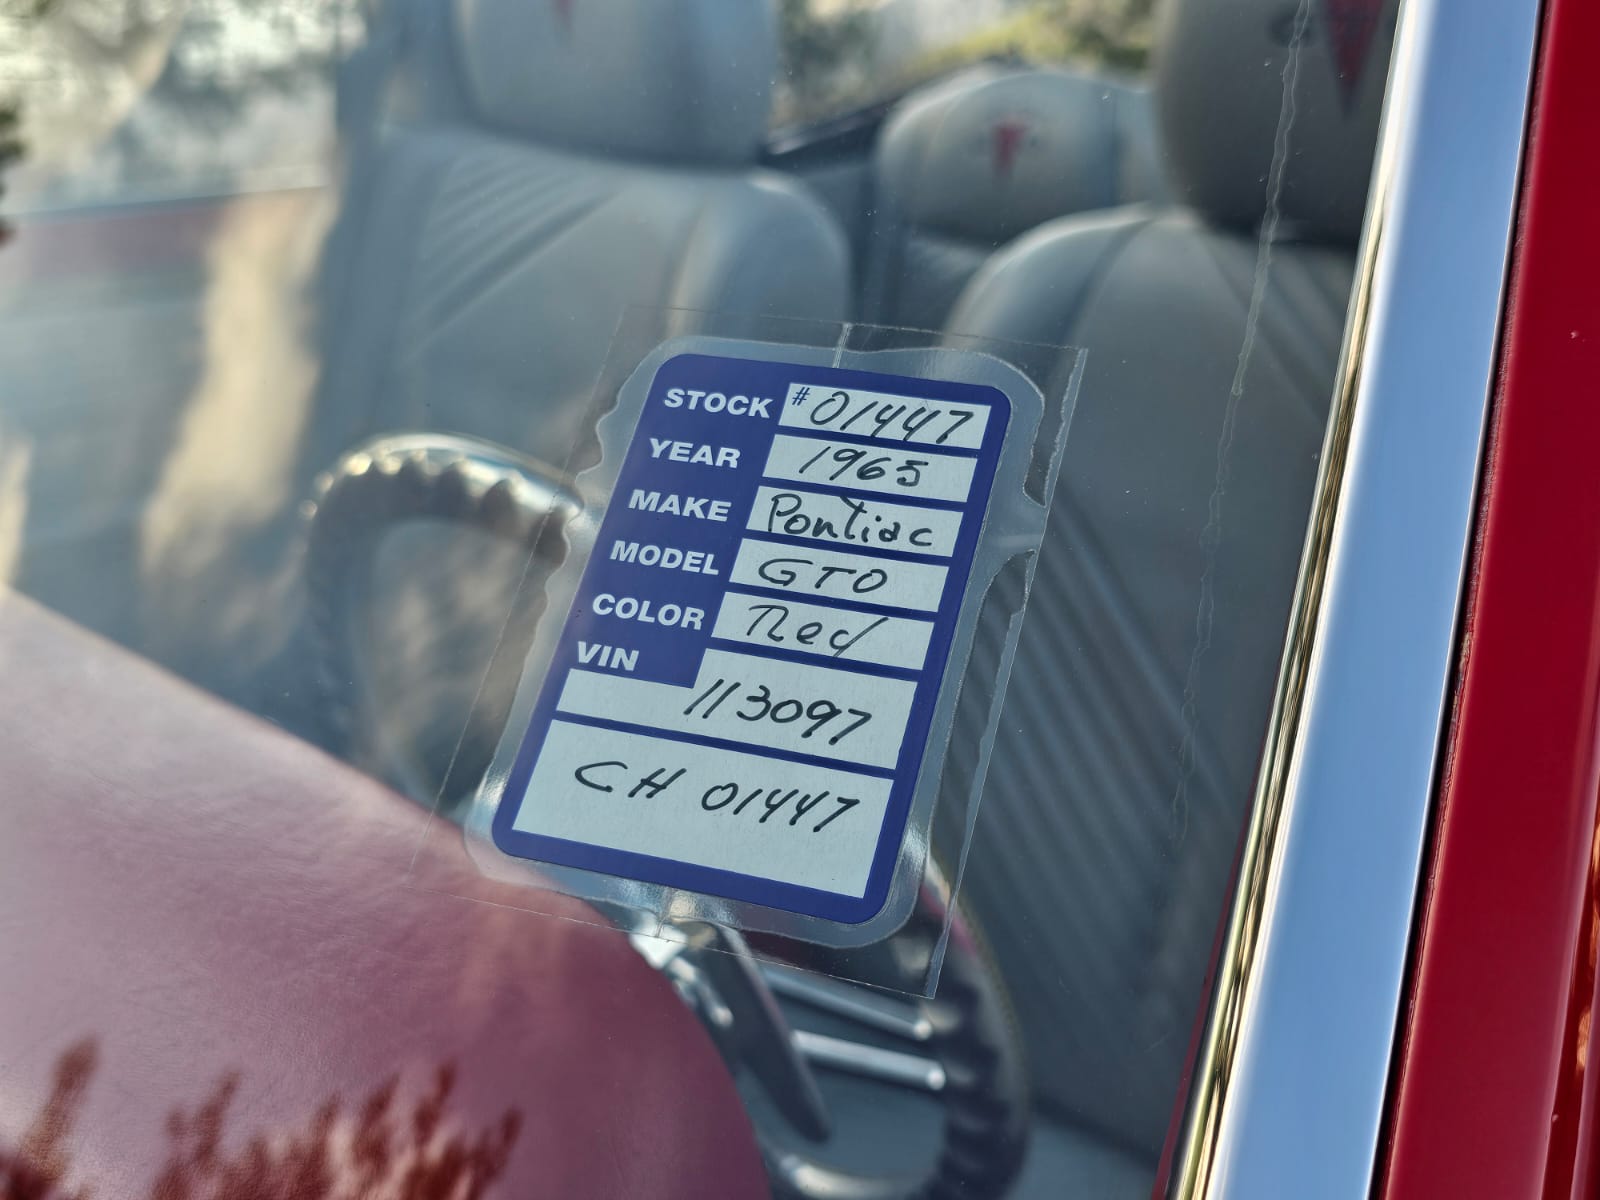 STOCK #01447
YEAR 1965
MAKE Pontiac
MODEL GTO
COLOR Red
VIN
113097
CH 01447